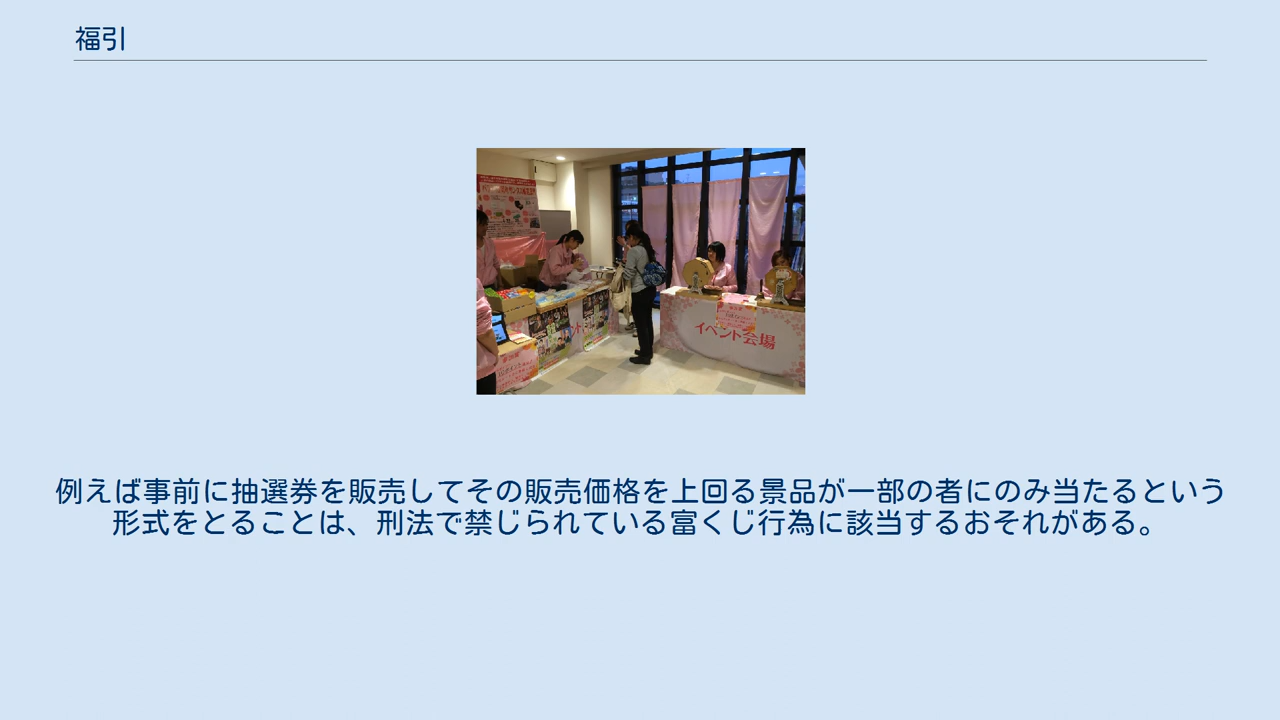 福引
イベント会場
例えば事前に抽選券を販売してその販売価格を上回る景品が一部の者にのみ当たるという
形式をとることは、刑法で禁じられている富くじ行為に該当するおそれがある。